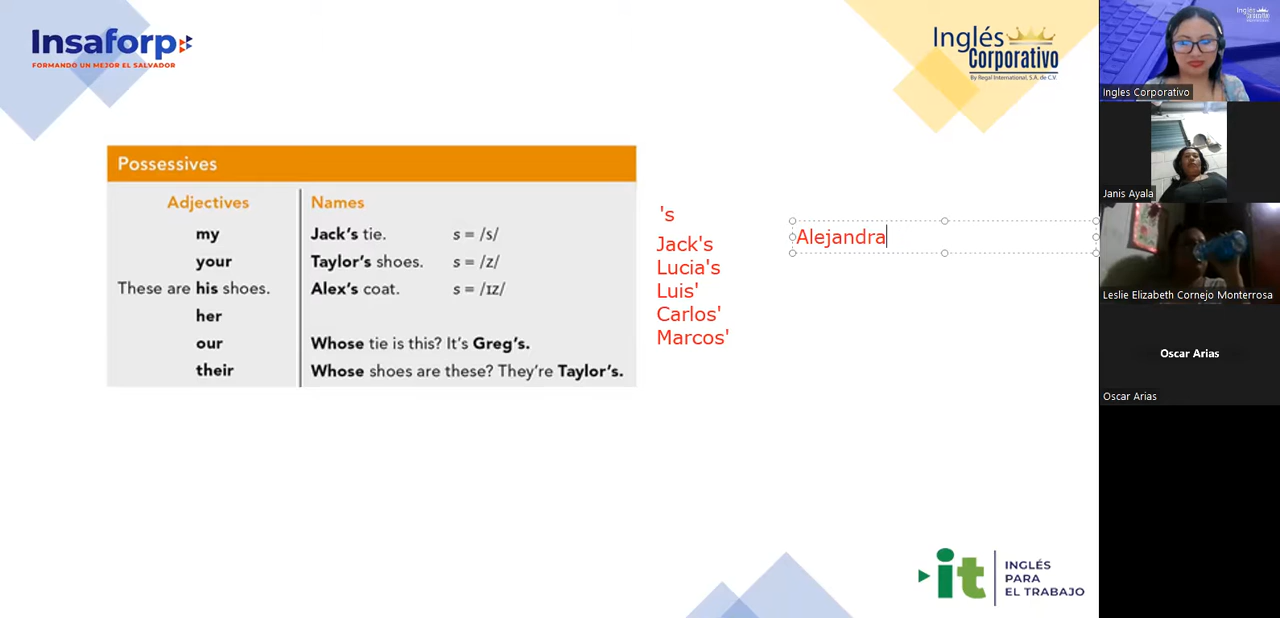 Insaforp
FORMANDO UN MEJOR EL SALVADOR
Inglés
Corporativo
By Regal International, S.A. de C.V.
Possessives
Adjectives
my
your
These are his shoes.
her
our
their
Names
Jack's tie. s = /s/
Taylor's shoes. s = /z/
Alex's coat. s = /ɪz/
Whose tie is this? It's Greg's.
Whose shoes are these? They're Taylor's.
's
Jack's
Lucia's
Luis'
Carlos'
Marcos'
Alejandra
it
INGLÉS
PARA
EL TRABAJO
Ingles Corporativo
Janis Ayala
Leslie Elizabeth Cornejo Monterrosa
Oscar Arias
Oscar Arias